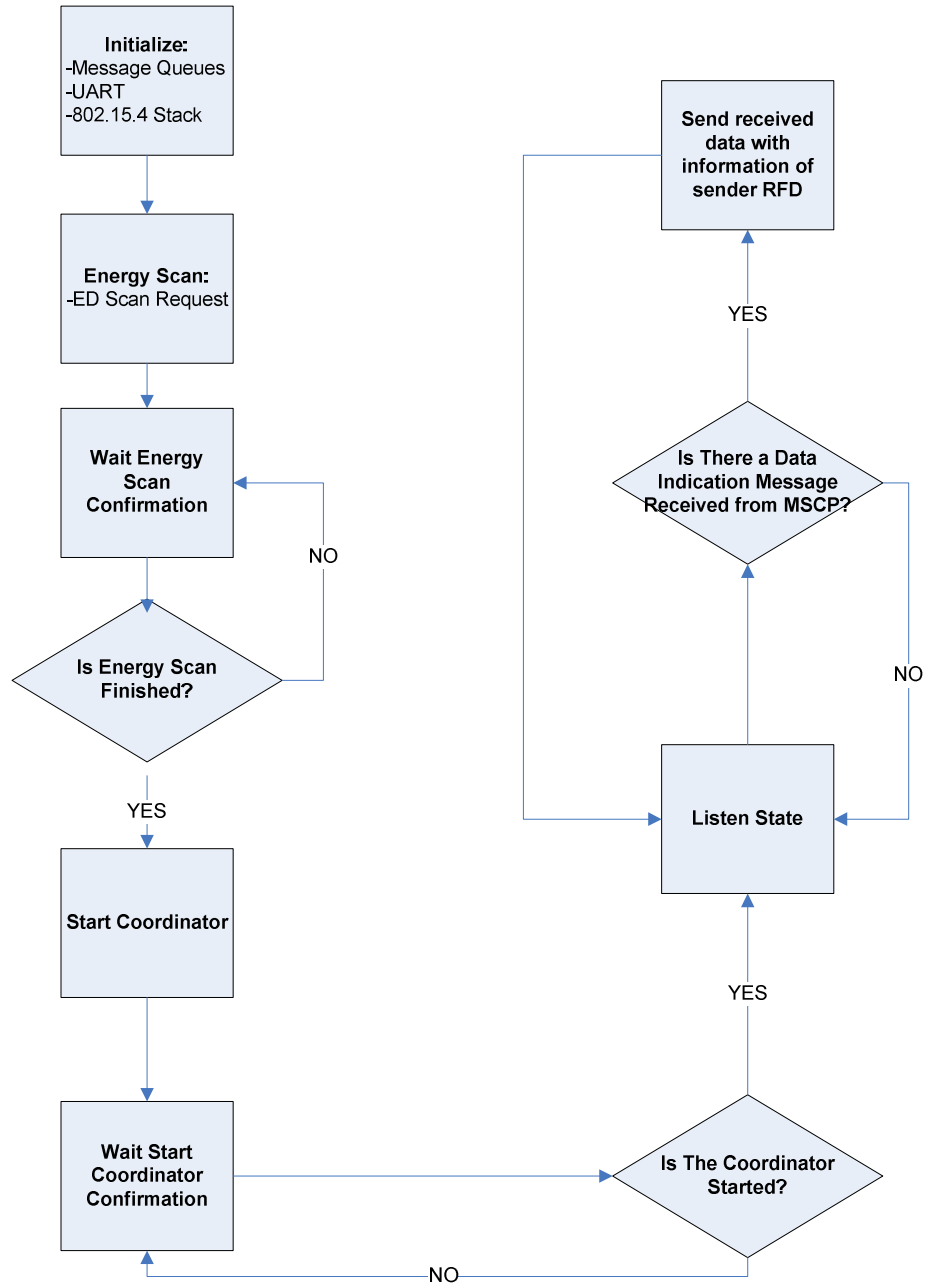 Initialize:
-Message Queues
-UART
-802.15.4 Stack
Energy Scan:
-ED Scan Request
Wait Energy
Scan
Confirmation
NO
Is Energy Scan
Finished?
YES
Start Coordinator
Wait Start
Coordinator
Confirmation
NO
Is The Coordinator
Started?
YES
Listen State
Is There a Data
Indication Message
Received from MSCP?
NO
YES
Send received
data with
information of
sender RFD